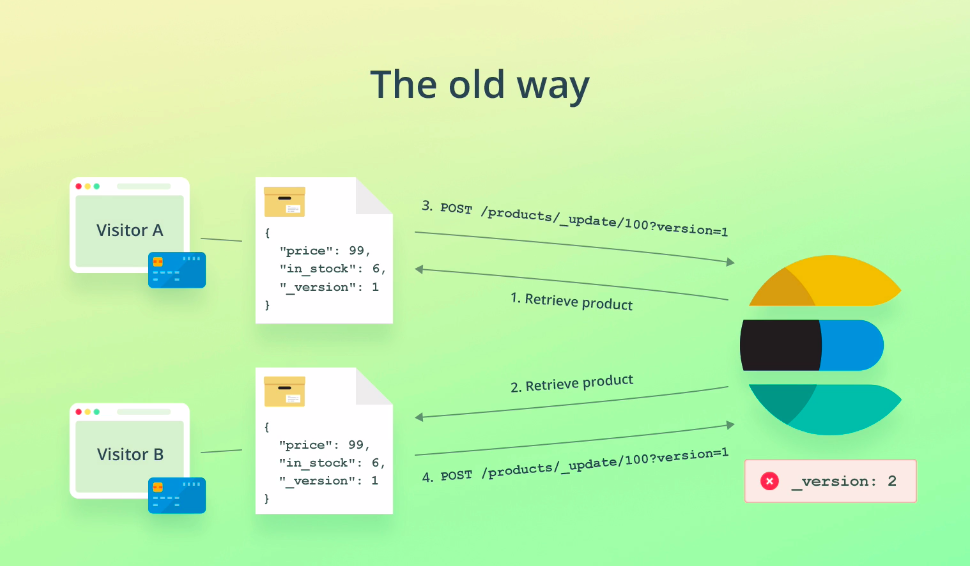 The old way
Visitor A
{
"price": 99,
"in_stock": 6,
"_version": 1
}
3. POST /products/_update/100?version=1
1. Retrieve product
Visitor B
{
"price": 99,
"in_stock": 6,
"_version": 1
}
2. Retrieve product
4. POST /products/_update/100?version=1
_version: 2